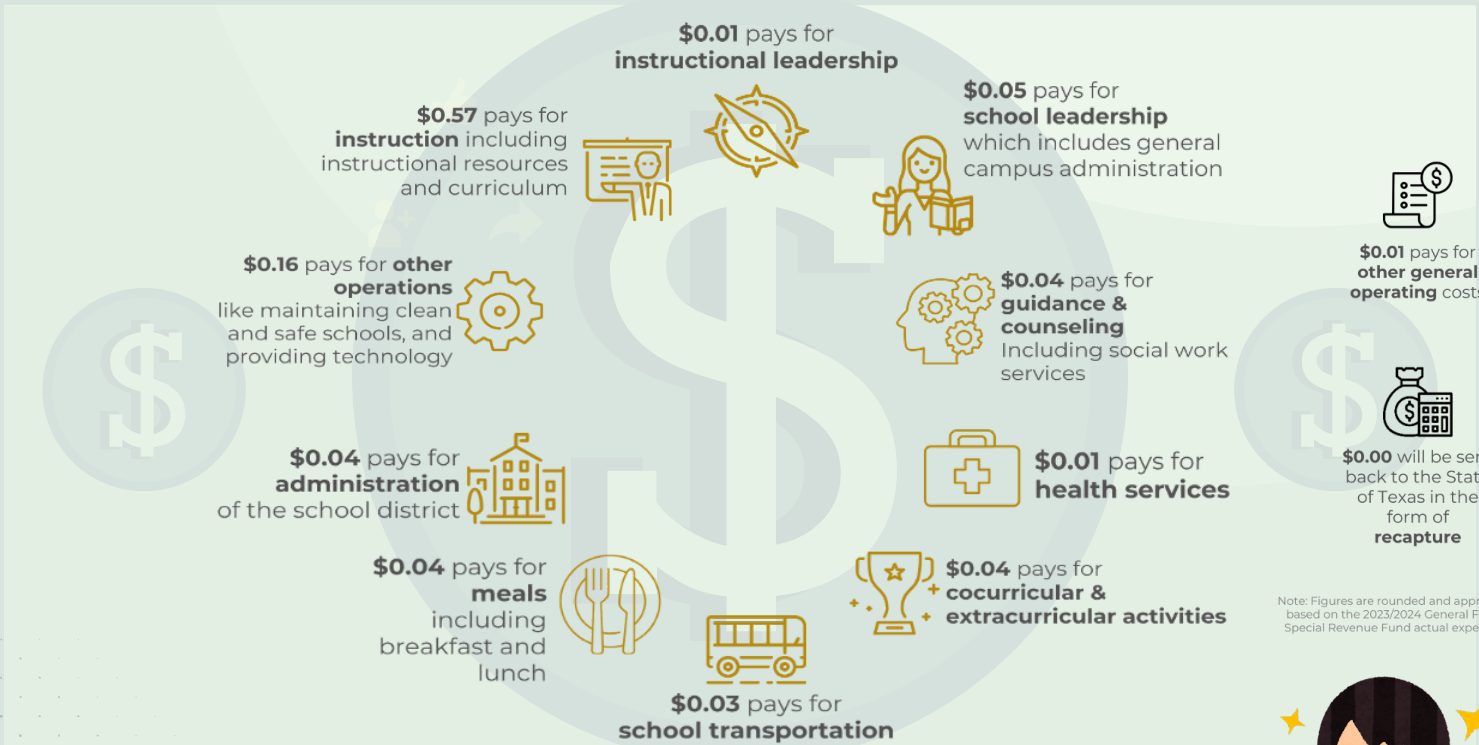 $0.01 pays for
instructional leadership
$0.57 pays for
instruction including
instructional resources
and curriculum
$0.05 pays for
school leadership
which includes general
campus administration
$0.16 pays for other
operations
like maintaining clean
and safe schools, and
providing technology
$0.04 pays for
guidance &
counseling
Including social work
services
$0.04 pays for
administration
of the school district
$0.01 pays for
health services
$0.04 pays for
meals
including
breakfast and
lunch
$0.04 pays for
cocurricular &
extracurricular activities
$0.03 pays for
school transportation
$0.01 pays for
other general
operating
$0.00 will be
back to the
of Texas in the
form of
recapture
Note: Figures are rounded and
based on the 2023/2024 General
Special Revenue Fund actual